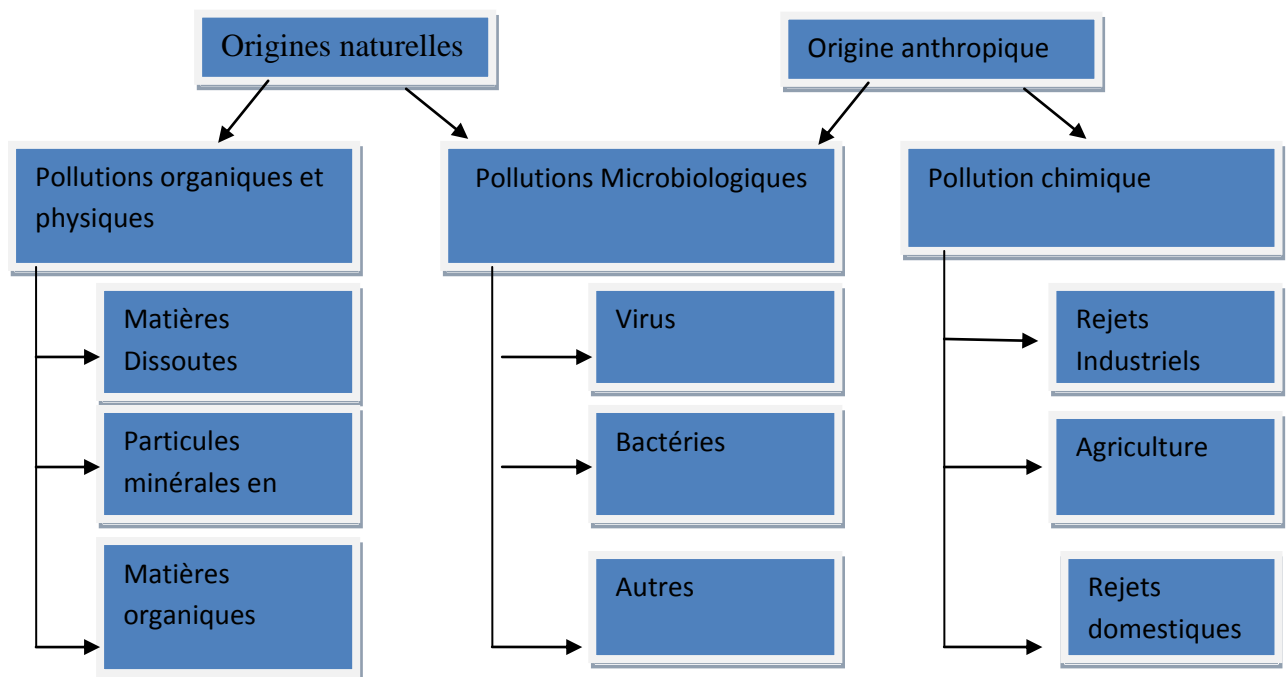 Origines naturelles
Origine anthropique
Pollutions organiques et
physiques
Pollutions Microbiologiques
Pollution chimique
Matières
Dissoutes
Virus
Rejets
Industriels
Particules
minérales en
Bactéries
Agriculture
Matières
organiques
Autres
Rejets
domestiques